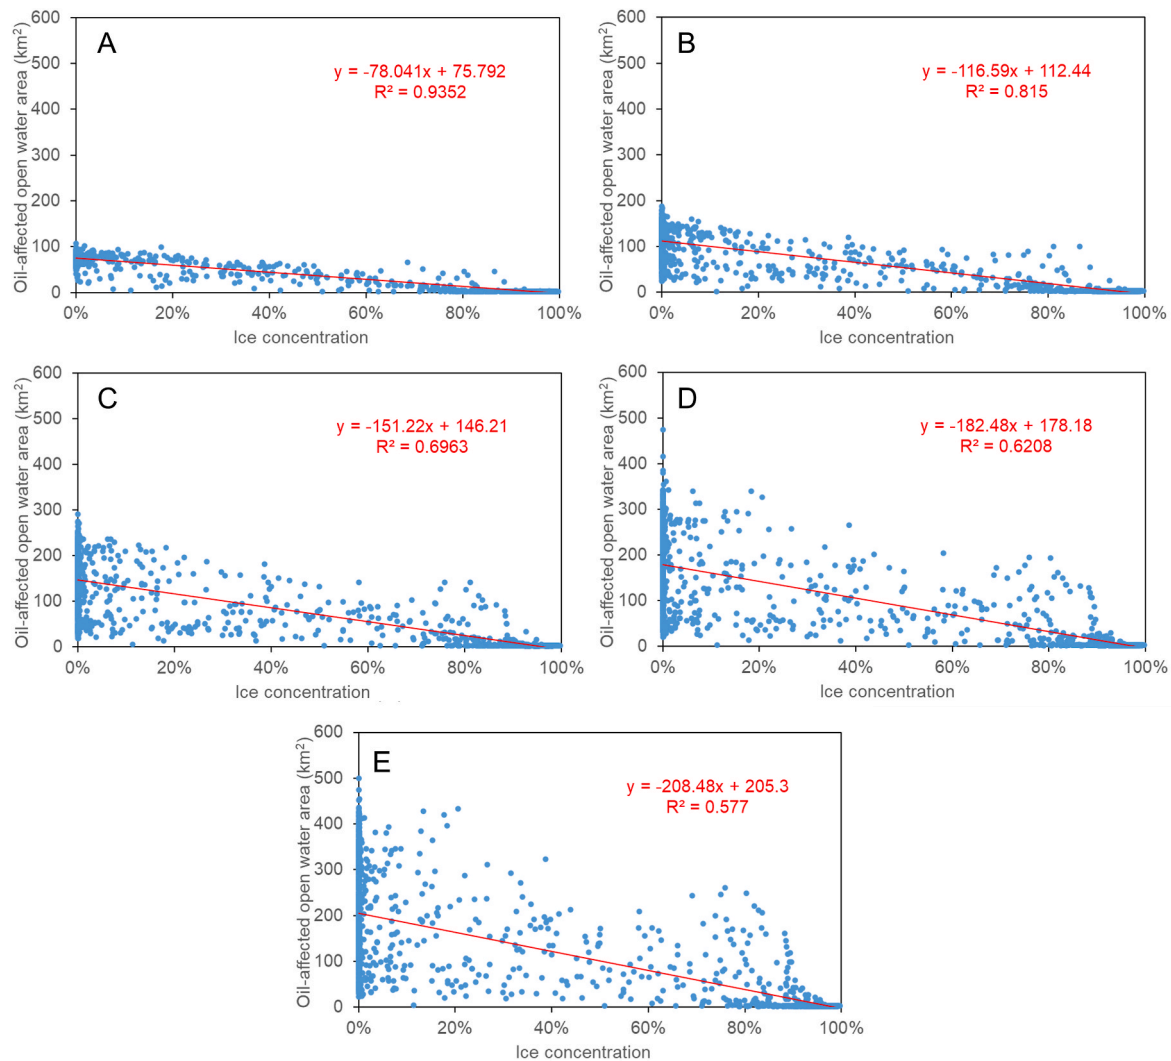 A
Oil-affected open water area (km²)
600
500
400
300
200
100
0
y = -78.041x + 75.792
R² = 0.9352
0% 20% 40% 60% 80% 100%
Ice concentration
B
Oil-affected open water area (km²)
600
500
400
300
200
100
0
y = -116.59x + 112.44
R² = 0.815
0% 20% 40% 60% 80% 100%
Ice concentration
C
Oil-affected open water area (km²)
600
500
400
300
200
100
0
y = -151.22x + 146.21
R² = 0.6963
0% 20% 40% 60% 80% 100%
Ice concentration
D
Oil-affected open water area (km²)
600
500
400
300
200
100
0
y = -182.48x + 178.18
R² = 0.6208
0% 20% 40% 60% 80% 100%
Ice concentration
E
Oil-affected open water area (km²)
600
500
400
300
200
100
0
y = -208.48x + 205.3
R² = 0.577
0% 20% 40% 60% 80% 100%
Ice concentration